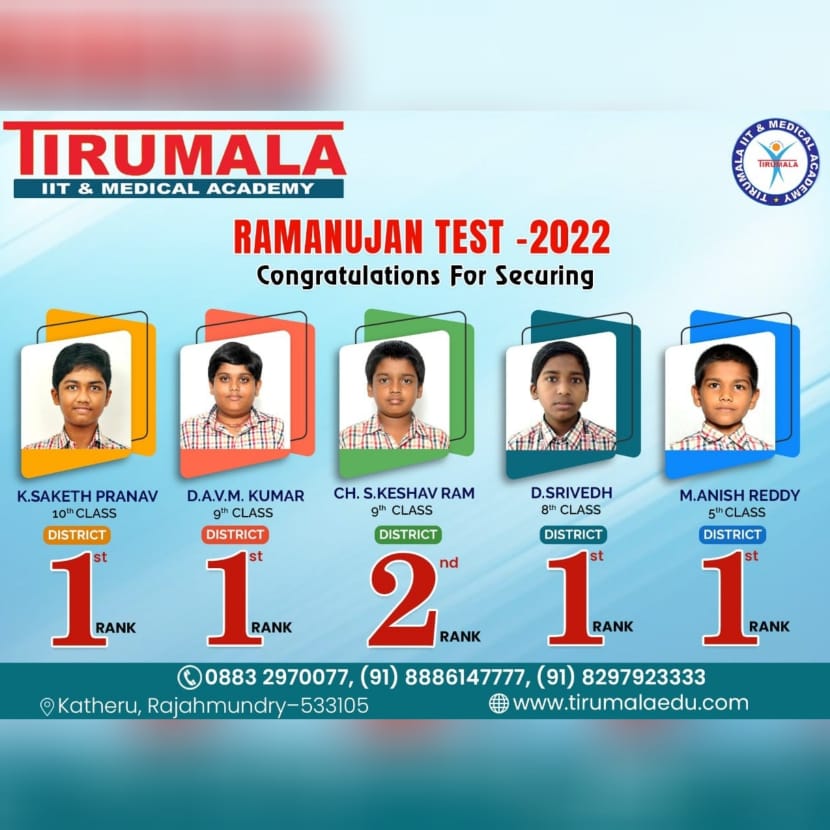 TIRUMALA
IIT & MEDICAL ACADEMY
TIRUMALA IIT & MEDICAL ACADEMY
TIRUMALA
RAMANUJAN TEST -2022
Congratulations For Securing
K.SAKETH PRANAV
10th CLASS
DISTRICT
1st RANK
D.A.V.M. KUMAR
9th CLASS
DISTRICT
1st RANK
CH. S.KESHAV RAM
9th CLASS
DISTRICT
2nd RANK
D.SRIVEDH
8th CLASS
DISTRICT
1st RANK
M.ANISH REDDY
5th CLASS
DISTRICT
1st RANK
0883 2970077, (91) 8886147777, (91) 8297923333
Katheru, Rajahmundry–533105
www.tirumalaedu.com